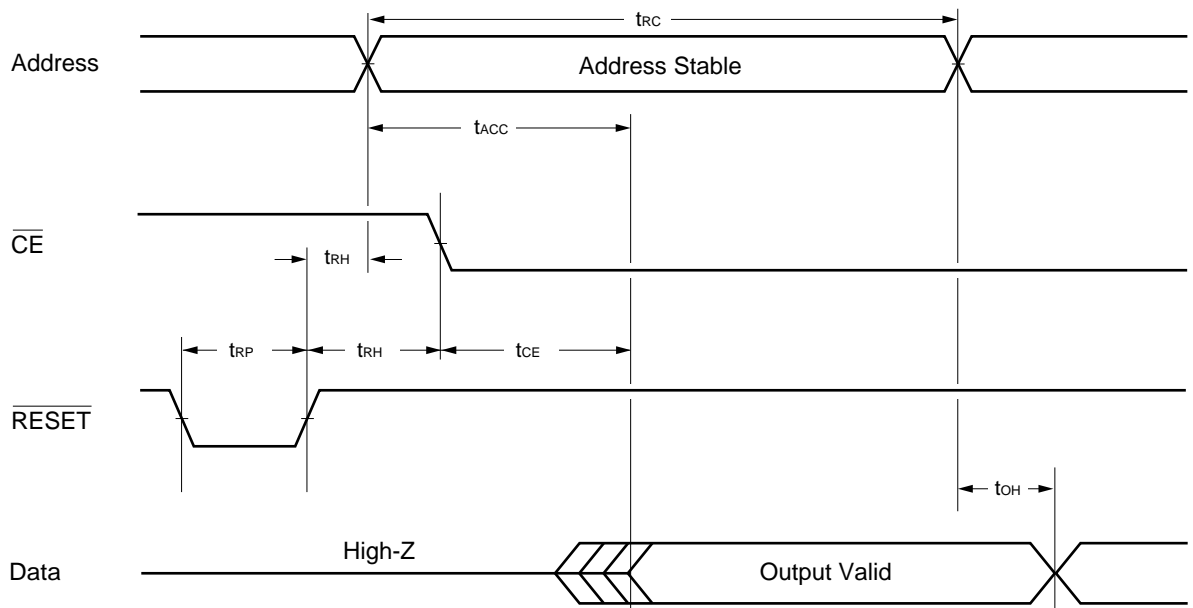 tRC
Address
Address Stable
tACC
CE
tRH
tRP
tRH
tCE
RESET
tOH
High-Z
Data
Output Valid